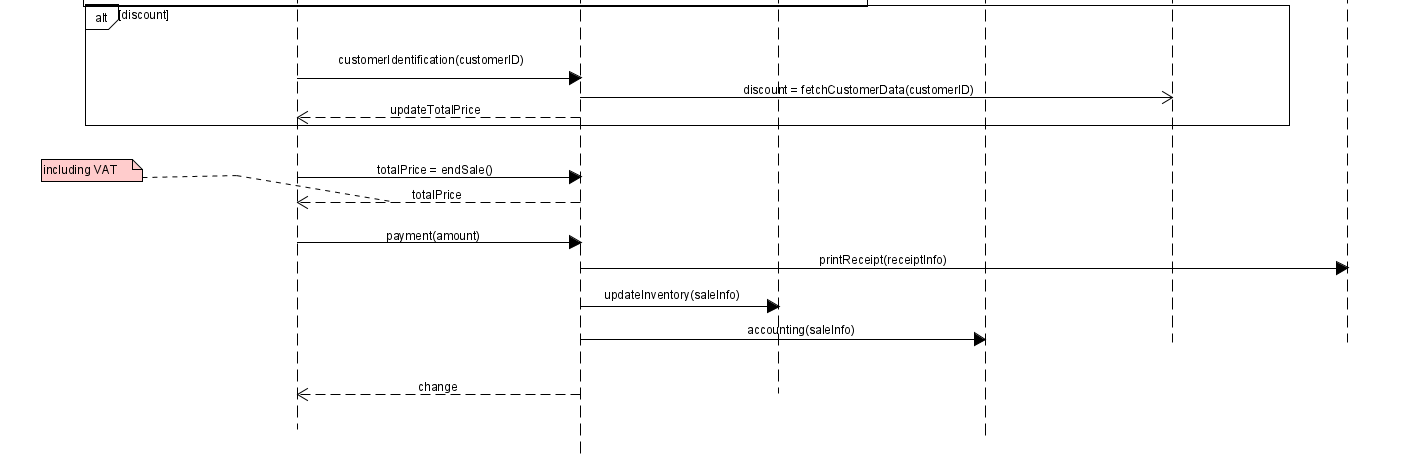 alt
[discount]
customerIdentification(customerID)
discount = fetchCustomerData(customerID)
updateTotalPrice
including VAT
totalPrice = endSale()
totalPrice
payment(amount)
printReceipt(receiptInfo)
updateInventory(saleInfo)
accounting(saleInfo)
change